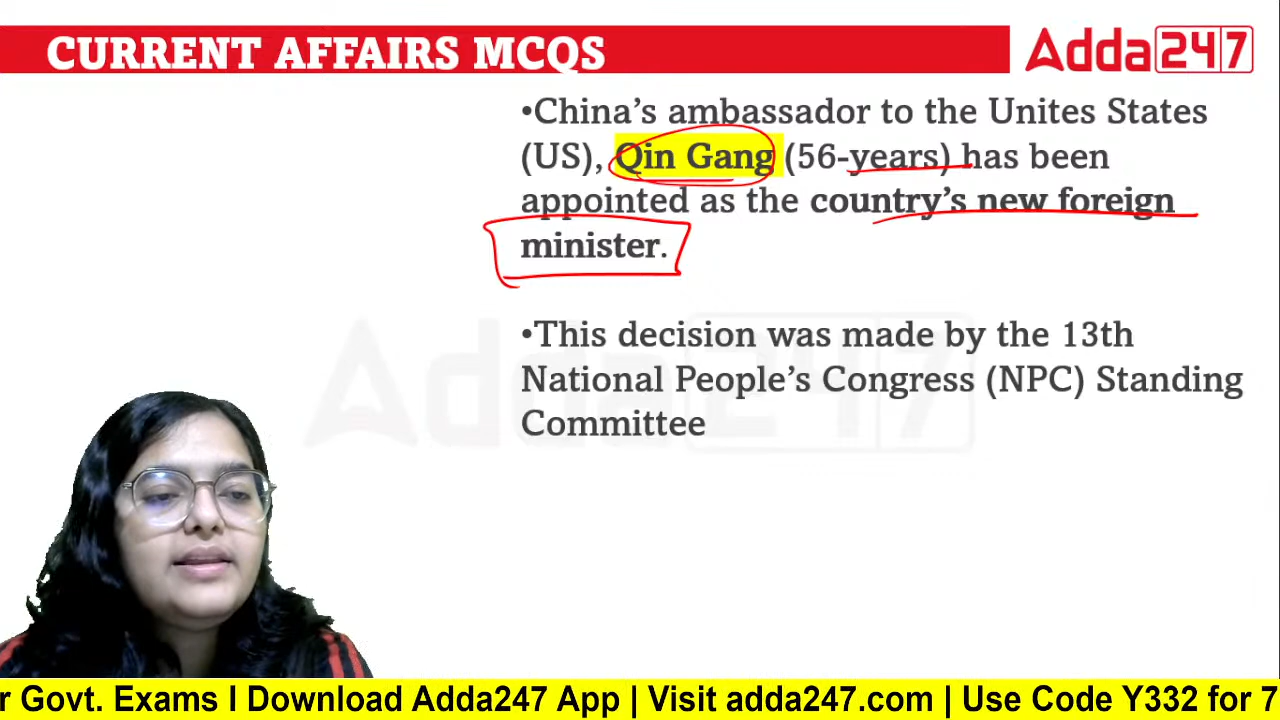 CURRENT AFFAIRS MCQS
Adda247
•China’s ambassador to the Unites States
(US), Qin Gang (56-years) has been
appointed as the country’s new foreign
minister.
•This decision was made by the 13th
National People’s Congress (NPC) Standing
Committee
Adda247
r Govt. Exams I Download Adda247 App | Visit adda247.com | Use Code Y332 for 7